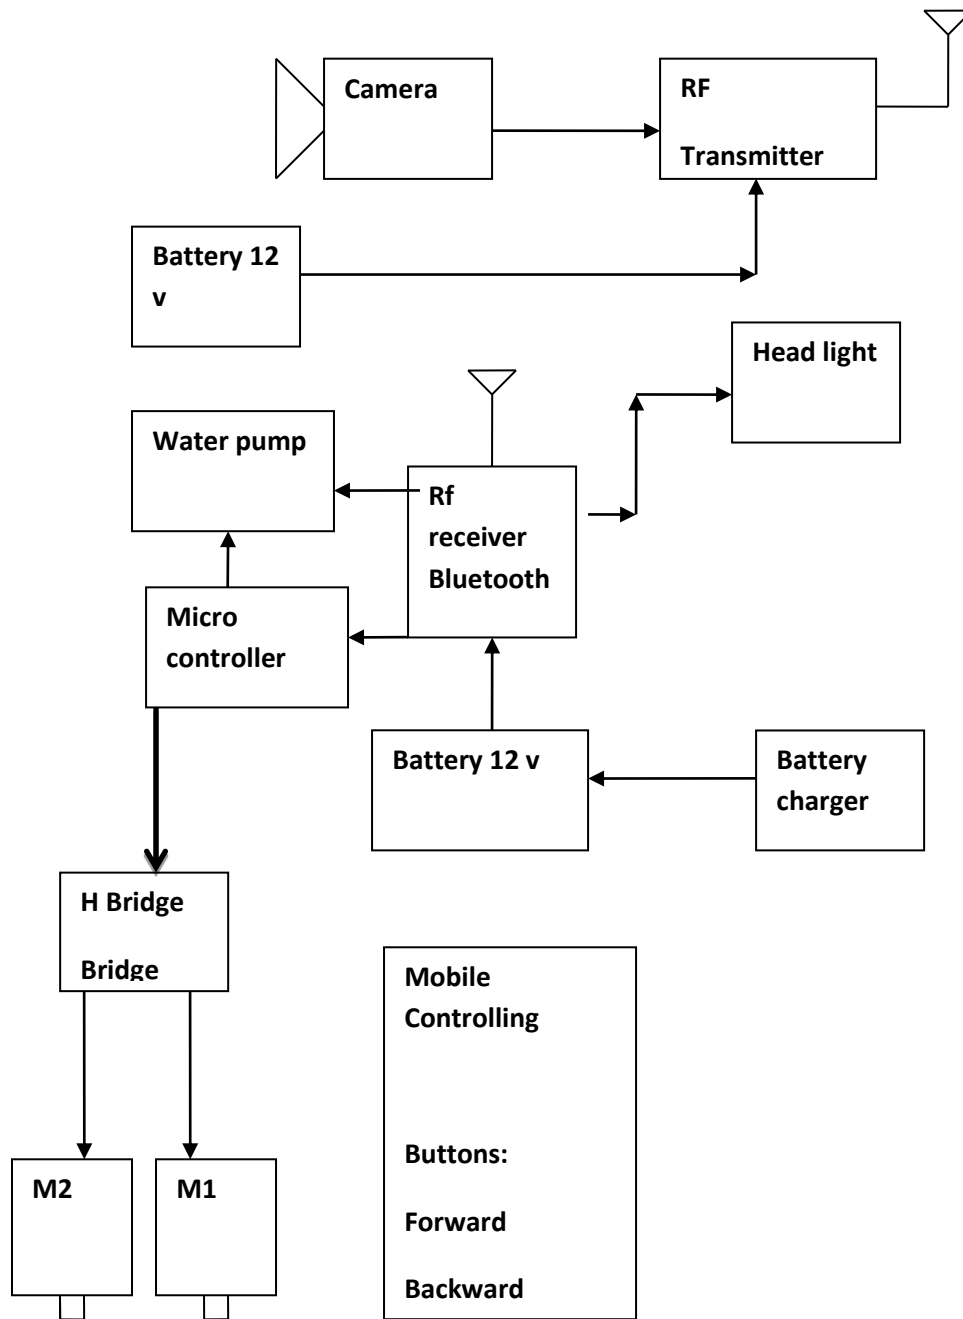 Camera
RF
Transmitter
Battery 12
v
Head light
Water pump
Rf
receiver
Bluetooth
Micro
controller
Battery 12 v
Battery
charger
H Bridge
Bridge
Mobile
Controlling
Buttons:
Forward
Backward
M2
M1